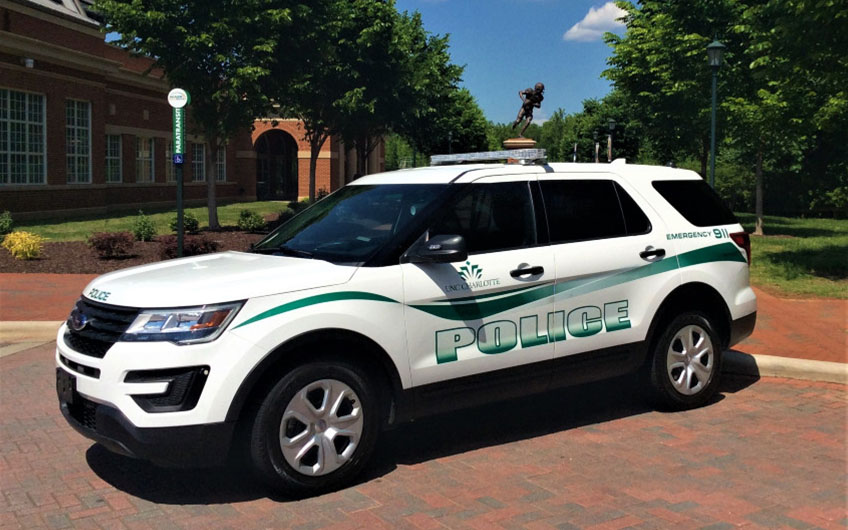 PARATRANSIT
EMERGENCY 911
UNC CHARLOTTE
POLICE
POLICE